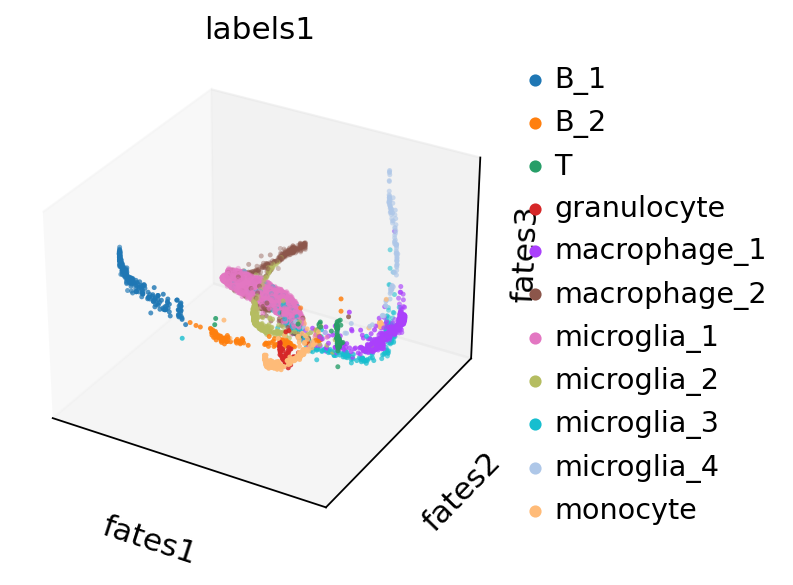 labels1
B_1
B_2
T
granulocyte
macrophage_1
macrophage_2
microglia_1
microglia_2
microglia_3
microglia_4
monocyte
fates1
fates2
fates3